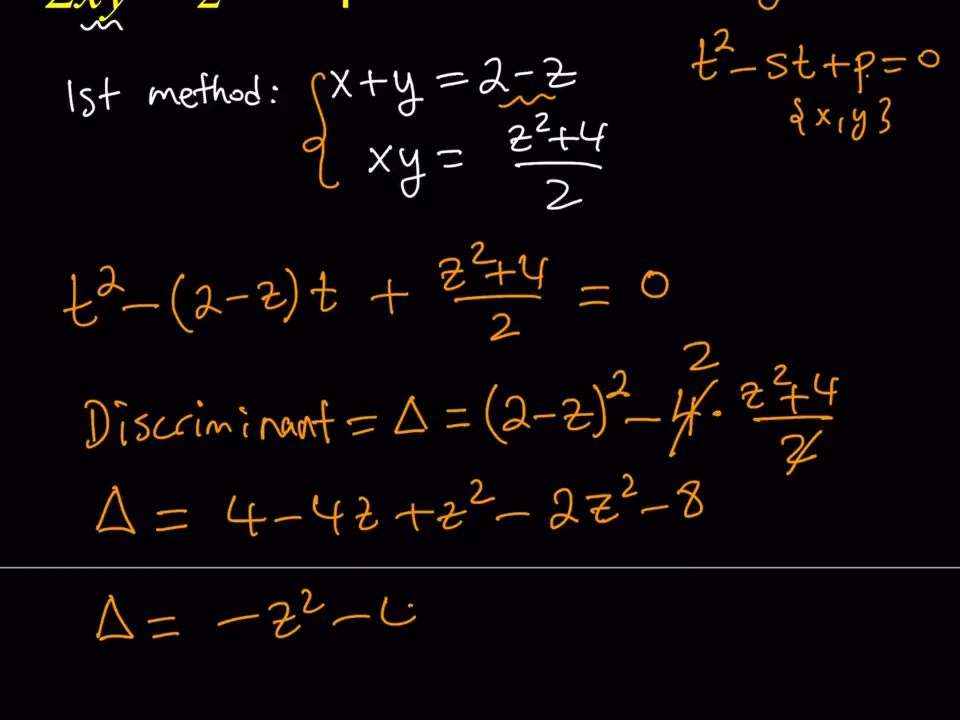 t² - st + p = 0
{x, y}
1st method: { x + y = 2 - z
xy = (z² + 4)/2
t² - (2 - z)t + (z² + 4)/2 = 0
2
Discriminant = Δ = (2 - z)² - 4 · (z² + 4)/2
Δ = 4 - 4z + z² - 2z² - 8
Δ = - z² -